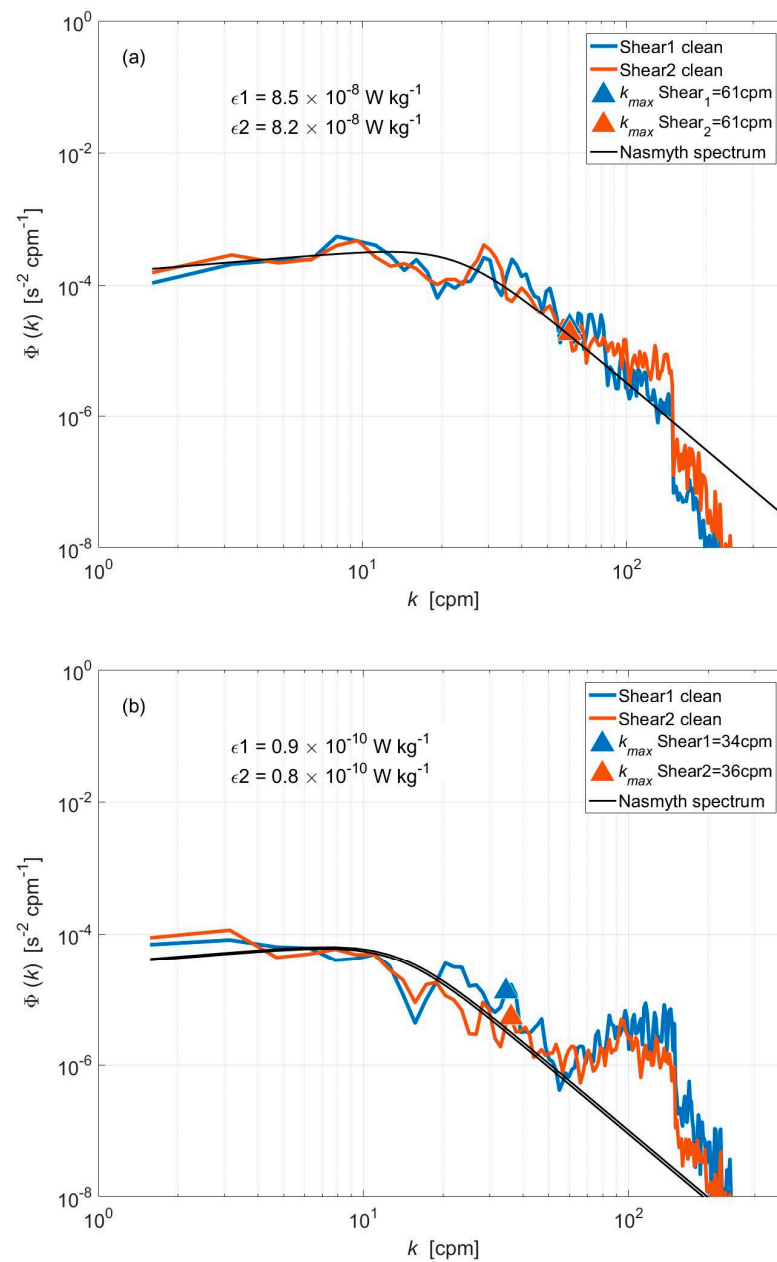 (a)
ϵ1 = 8.5 × 10⁻⁸ W kg⁻¹
ϵ2 = 8.2 × 10⁻⁸ W kg⁻¹
Shear1 clean
Shear2 clean
k_max Shear₁=61cpm
k_max Shear₂=61cpm
Nasmyth spectrum
10⁰
10⁻²
10⁻⁴
10⁻⁶
10⁻⁸
Φ (k) [s⁻² cpm⁻¹]
10⁰ 10¹ 10²
k [cpm]
(b)
ϵ1 = 0.9 × 10⁻¹⁰ W kg⁻¹
ϵ2 = 0.8 × 10⁻¹⁰ W kg⁻¹
Shear1 clean
Shear2 clean
k_max Shear1=34cpm
k_max Shear2=36cpm
Nasmyth spectrum
10⁰
10⁻²
10⁻⁴
10⁻⁶
10⁻⁸
Φ (k) [s⁻² cpm⁻¹]
10⁰ 10¹ 10²
k [cpm]